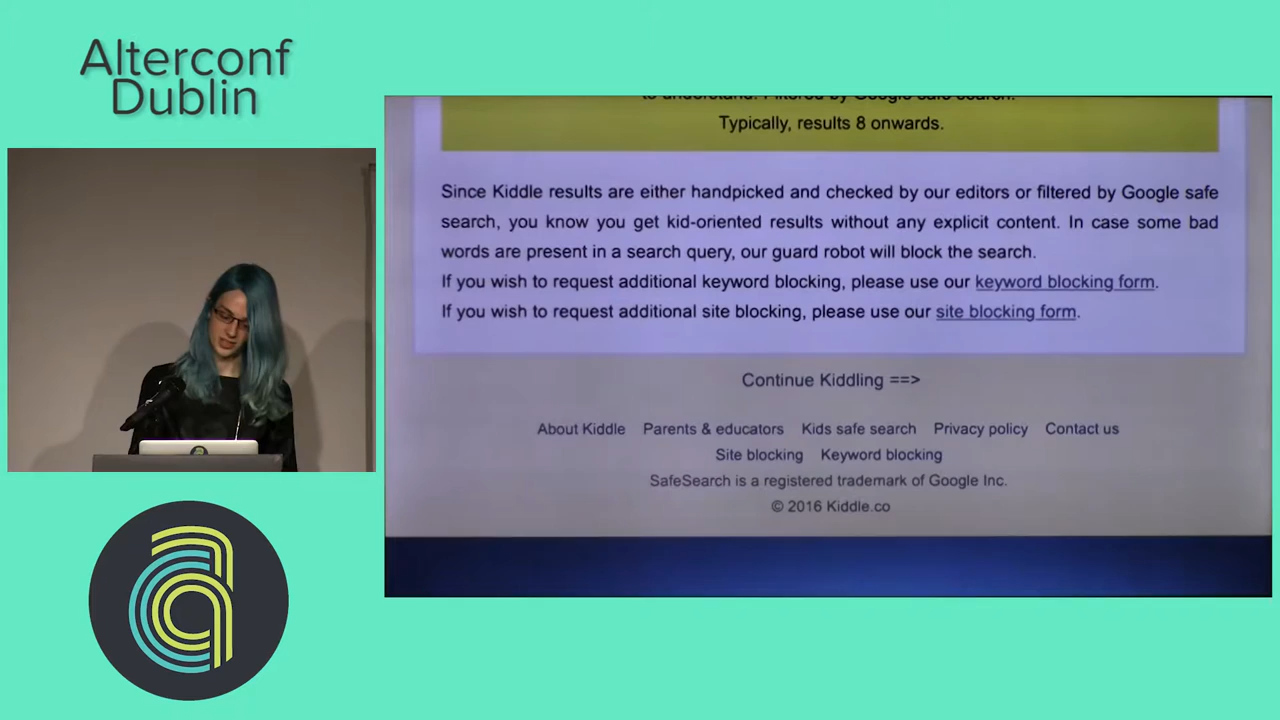 Alterconf
Dublin
to understand. Filtered by Google safe search.
Typically, results 8 onwards.
Since Kiddle results are either handpicked and checked by our editors or filtered by Google safe
search, you know you get kid-oriented results without any explicit content. In case some bad
words are present in a search query, our guard robot will block the search.
If you wish to request additional keyword blocking, please use our keyword blocking form.
If you wish to request additional site blocking, please use our site blocking form.
Continue Kiddling ==>
About Kiddle Parents & educators Kids safe search Privacy policy Contact us
Site blocking Keyword blocking
SafeSearch is a registered trademark of Google Inc.
© 2016 Kiddle.co